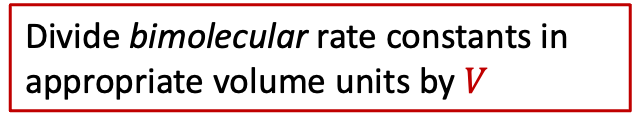 Divide bimolecular rate constants in
appropriate volume units by V